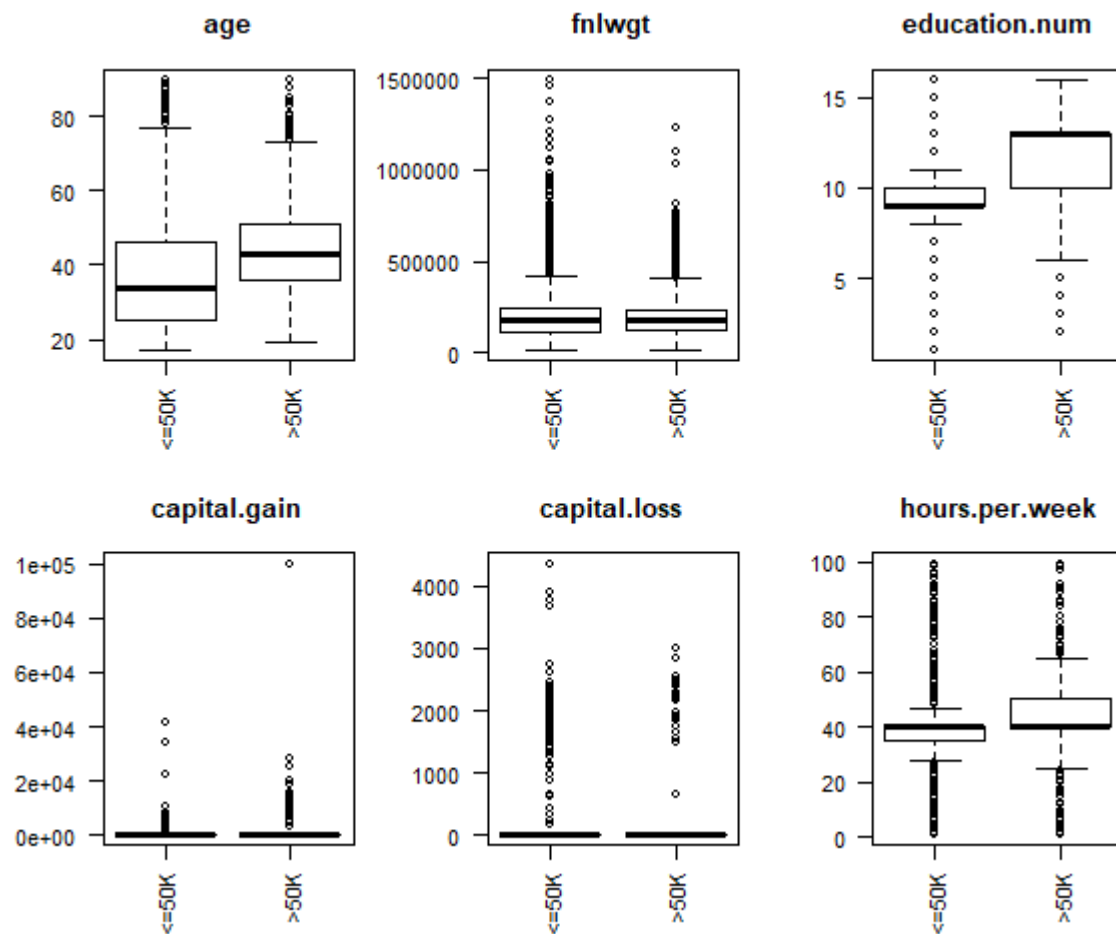 age
80
60
40
20
<=50K
>50K
fnlwgt
1500000
1000000
500000
0
<=50K
>50K
education.num
15
10
5
<=50K
>50K
capital.gain
1e+05
8e+04
6e+04
4e+04
2e+04
0e+00
<=50K
>50K
capital.loss
4000
3000
2000
1000
0
<=50K
>50K
hours.per.week
100
80
60
40
20
0
<=50K
>50K